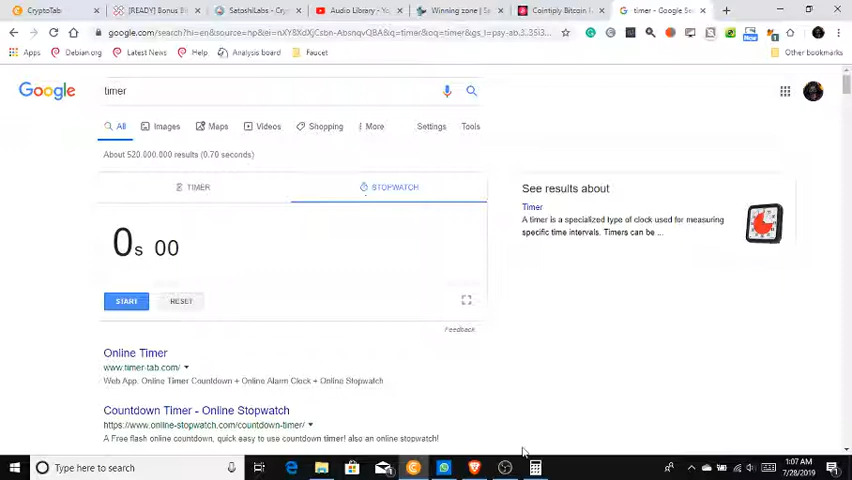 CryptoTab
[READY] Bonus Bl
SatoshiLabs - Cry
Audio Library - Yo
Winning zone | Se
Cointiply Bitcoin
timer - Google Se
google.com/search?hl=en&source=hp&ei=
Apps
Debian.org
Latest News
Help
Analysis board
Faucet
Other bookmarks
Google
timer
All
Images
Maps
Videos
Shopping
More
Settings
Tools
About 520.000.000 results (0.70 seconds)
TIMER
STOPWATCH
0s 00
START
RESET
Feedback
See results about
Timer
A timer is a specialized type of clock used for measuring
specific time intervals. Timers can be ...
Online Timer
www.timer-tab.com/
Web App. Online Timer Countdown + Online Alarm Clock + Online Stopwatch
Countdown Timer - Online Stopwatch
https://www.online-stopwatch.com/countdown-timer/
A Free flash online countdown, quick easy to use countdown timer! also an online stopwatch!
Type here to search
1:07 AM
7/28/2019